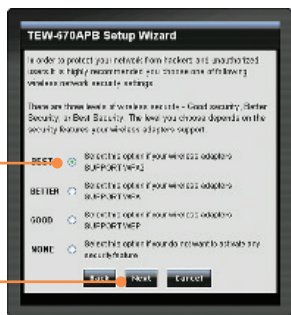 TEW-670APB Setup Wizard
In order to protect your network from hackers and unauthorized
users it is highly recommended you choose one of following
wireless network security settings.
There are three levels of wireless security - Good security, Better
Security, or Best Security. The level you choose depends on the
security features your wireless adapters support.
BEST
Select this option if your wireless adapters
SUPPORT WPA2
BETTER
Select this option if your wireless adapters
SUPPORT WPA
GOOD
Select this option if your wireless adapters
SUPPORT WEP
NONE
Select this option if your do not want to activate any
security feature
Back Next Cancel